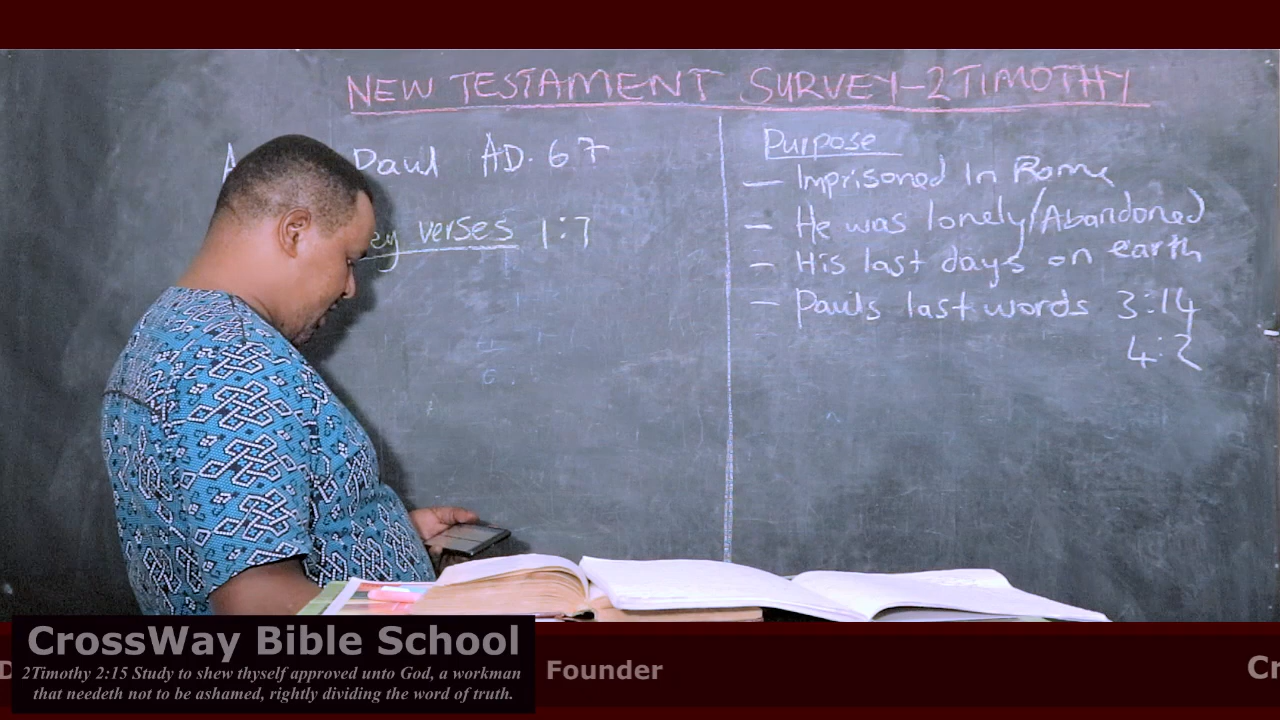 NEW TESTAMENT SURVEY-2TIMOTHY
A Paul AD. 67
ey verses 1:7
Purpose
— Imprisoned In Rome
— He was lonely/Abandoned
— His last days on earth
— Pauls last words 3:14
4:2
CrossWay Bible School
2Timothy 2:15 Study to shew thyself approved unto God, a workman
that needeth not to be ashamed, rightly dividing the word of truth.
D Founder Cr